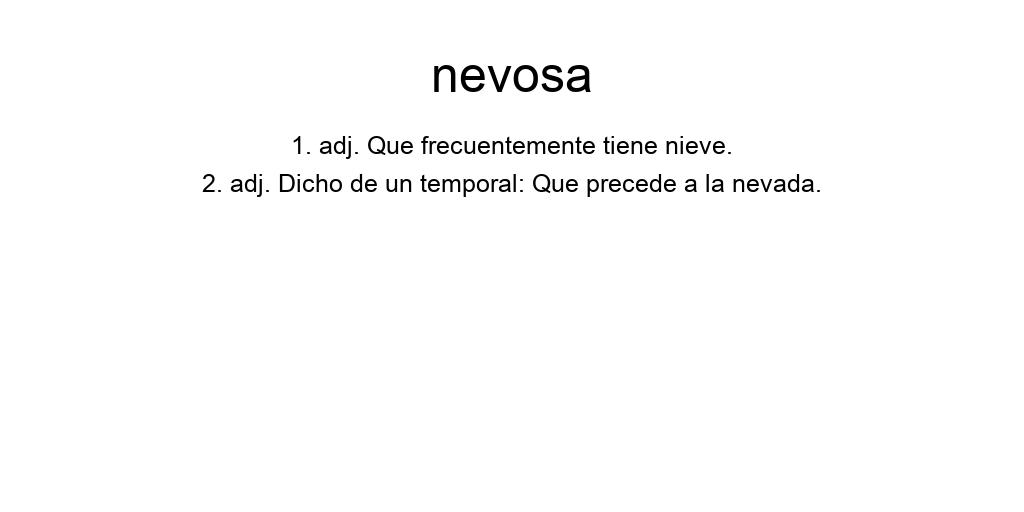 nevosa
1. adj. Que frecuentemente tiene nieve.
2. adj. Dicho de un temporal: Que precede a la nevada.